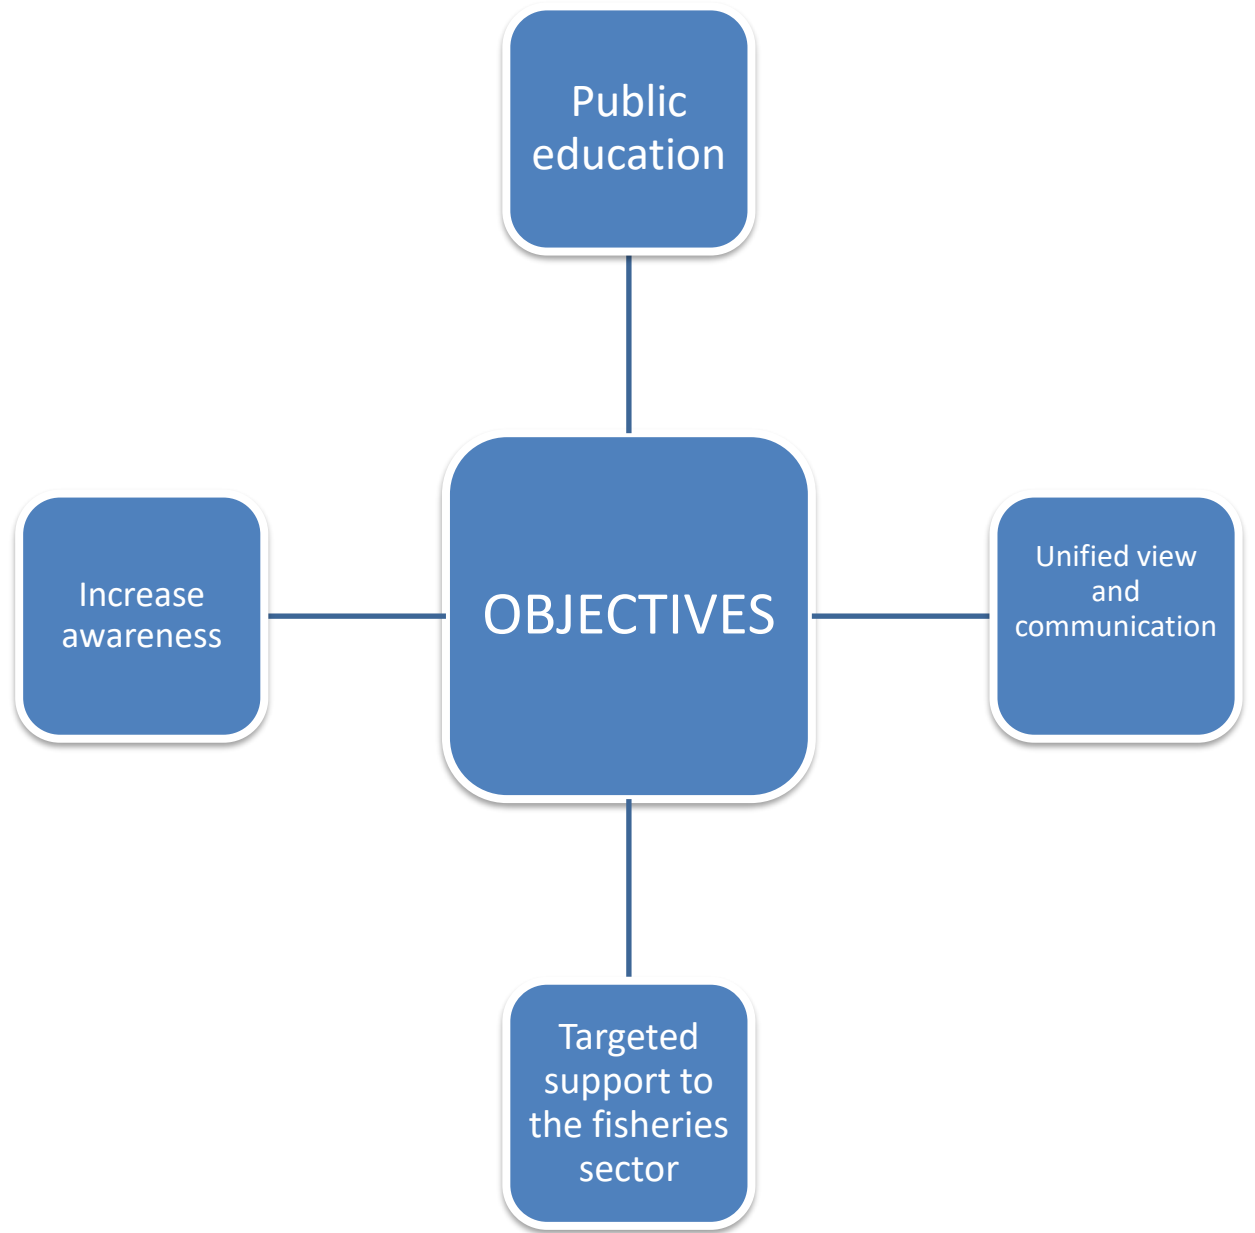 Public
education
Increase
awareness
OBJECTIVES
Unified view
and
communication
Targeted
support to
the fisheries
sector